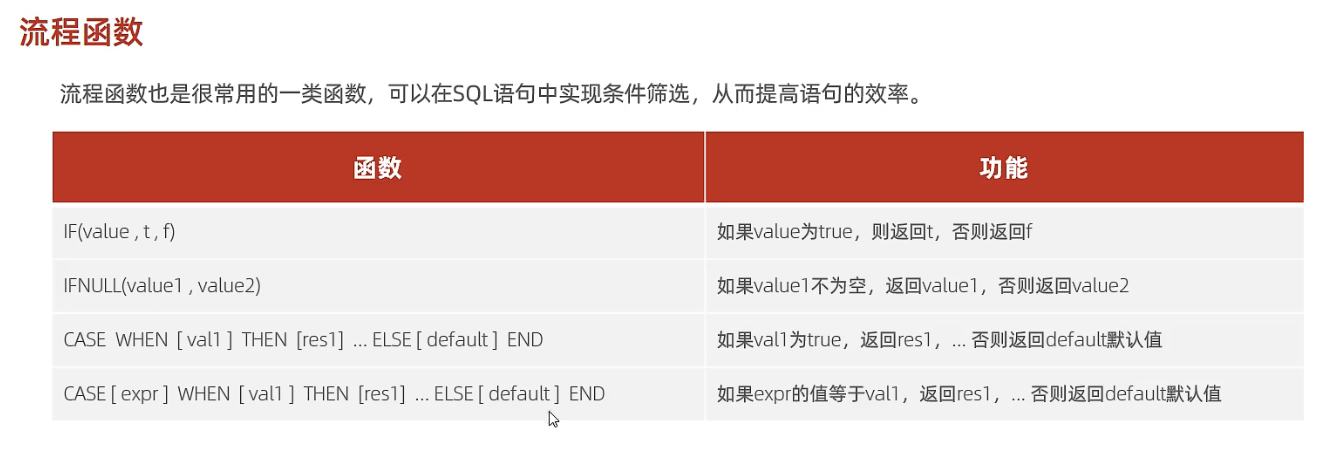 流程函数
流程函数也是很常用的一类函数，可以在SQL语句中实现条件筛选，从而提高语句的效率。
函数 功能
IF(value , t , f) 如果value为true，则返回t，否则返回f
IFNULL(value1 , value2) 如果value1不为空，返回value1，否则返回value2
CASE WHEN [ val1 ] THEN [res1] ... ELSE [ default ] END 如果val1为true，返回res1，... 否则返回default默认值
CASE [ expr ] WHEN [ val1 ] THEN [res1] ... ELSE [ default ] END 如果expr的值等于val1，返回res1，... 否则返回default默认值